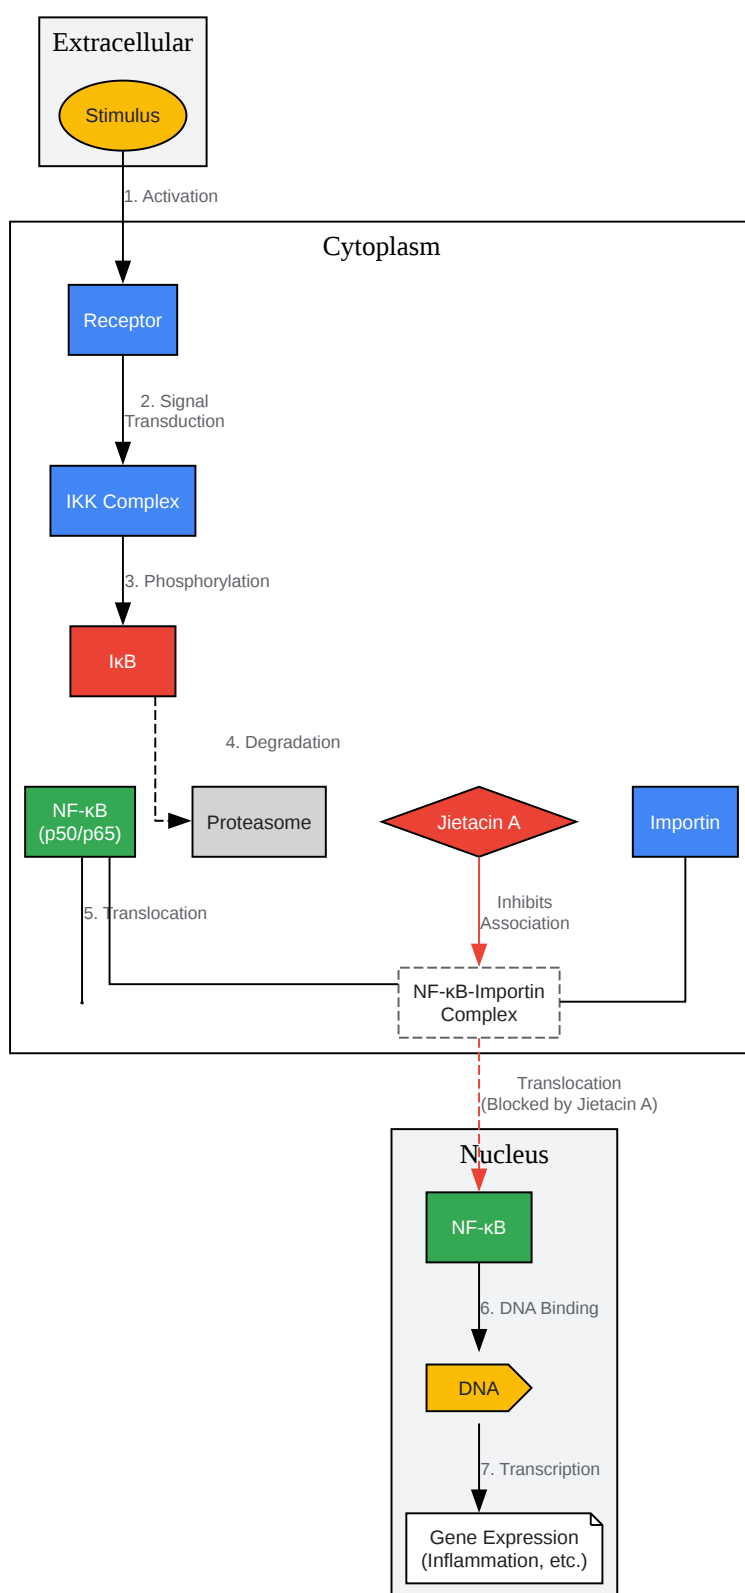 Extracellular
Stimulus
1. Activation
Cytoplasm
Receptor
2. Signal
Transduction
IKK Complex
3. Phosphorylation
IκB
4. Degradation
NF-κB
(p50/p65)
Proteasome
Jietacin A
Importin
5. Translocation
Inhibits
Association
NF-κB-Importin
Complex
Translocation
(Blocked by Jietacin A)
Nucleus
NF-κB
6. DNA Binding
DNA
7. Transcription
Gene Expression
(Inflammation, etc.)